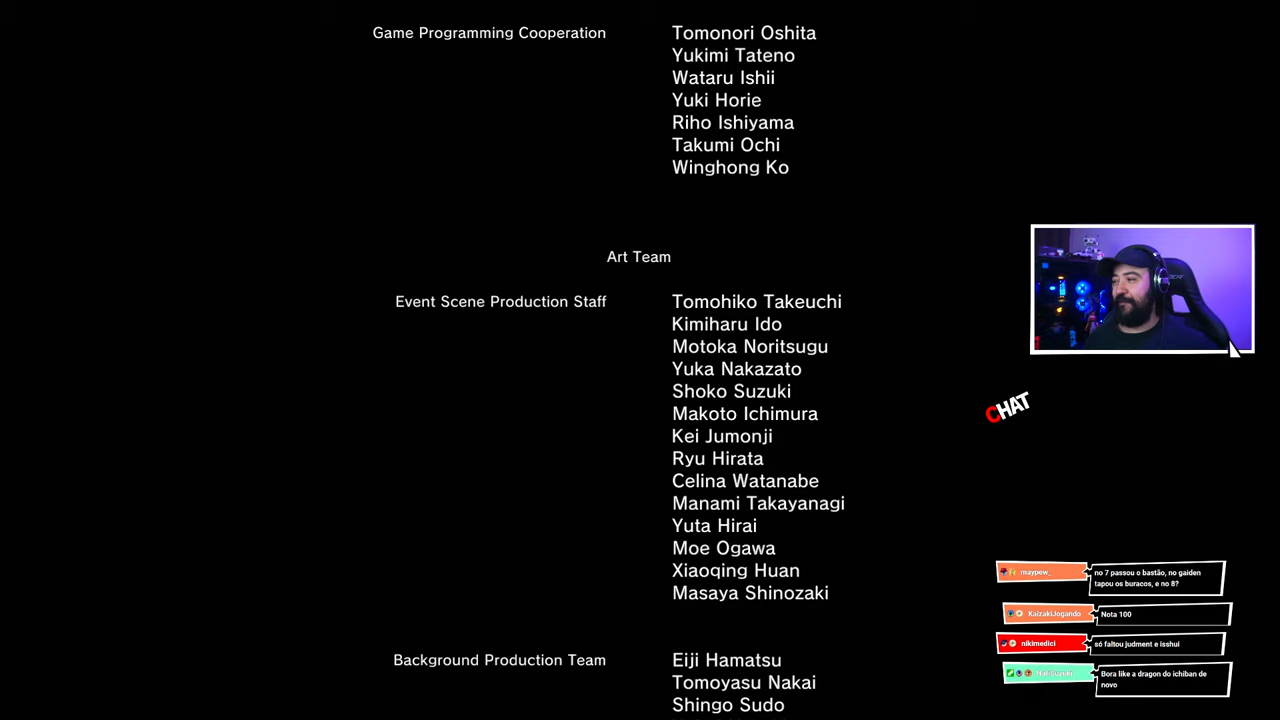 Game Programming Cooperation
Tomonori Oshita
Yukimi Tateno
Wataru Ishii
Yuki Horie
Riho Ishiyama
Takumi Ochi
Winghong Ko
Art Team
Event Scene Production Staff
Tomohiko Takeuchi
Kimiharu Ido
Motoka Noritsugu
Yuka Nakazato
Shoko Suzuki
Makoto Ichimura
Kei Jumonji
Ryu Hirata
Celina Watanabe
Manami Takayanagi
Yuta Hirai
Moe Ogawa
Xiaoqing Huan
Masaya Shinozaki
Background Production Team
Eiji Hamatsu
Tomoyasu Nakai
Shingo Sudo
CHAT
maypew_
no 7 passou o bastão, no gaiden
tapou os buracos, e no 8?
KaizakiJogando
Nota 100
nikimedici
só faltou judment e isshui
Bora like a dragon do ichiban de
novo